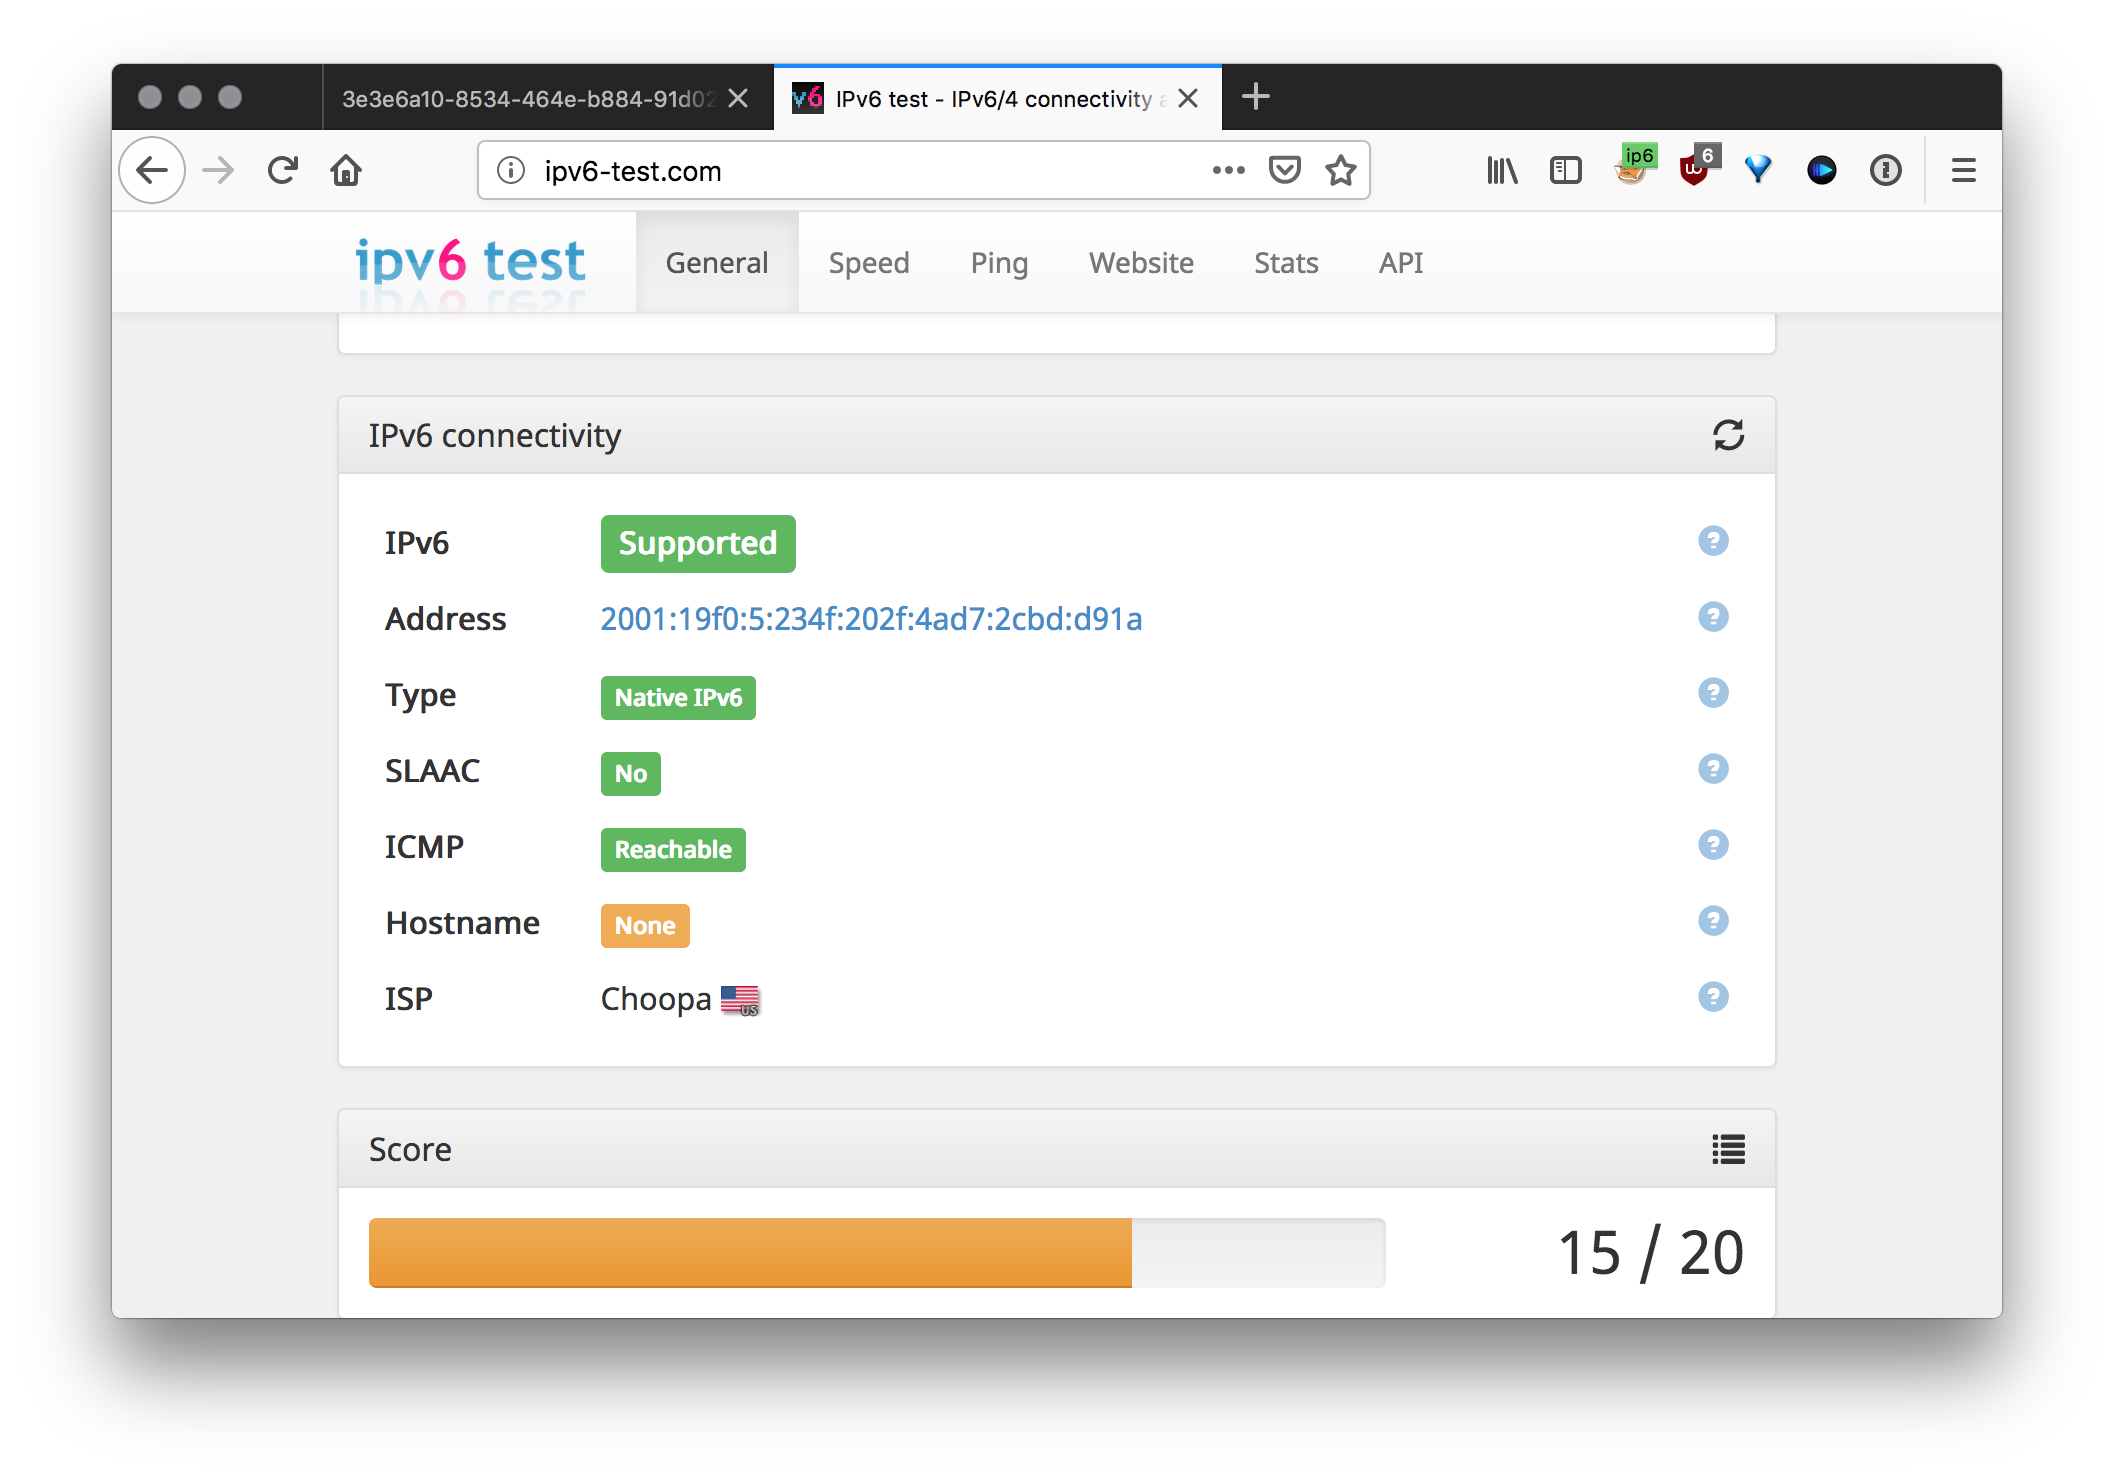 3e3e6a10-8534-464e-b884-91d02
v6 IPv6 test - IPv6/4 connectivity a
ipv6-test.com
ip6
6
ipv6 test
General Speed Ping Website Stats API
IPv6 connectivity
IPv6 Supported
Address 2001:19f0:5:234f:202f:4ad7:2cbd:d91a
Type Native IPv6
SLAAC No
ICMP Reachable
Hostname None
ISP Choopa US
Score
15 / 20